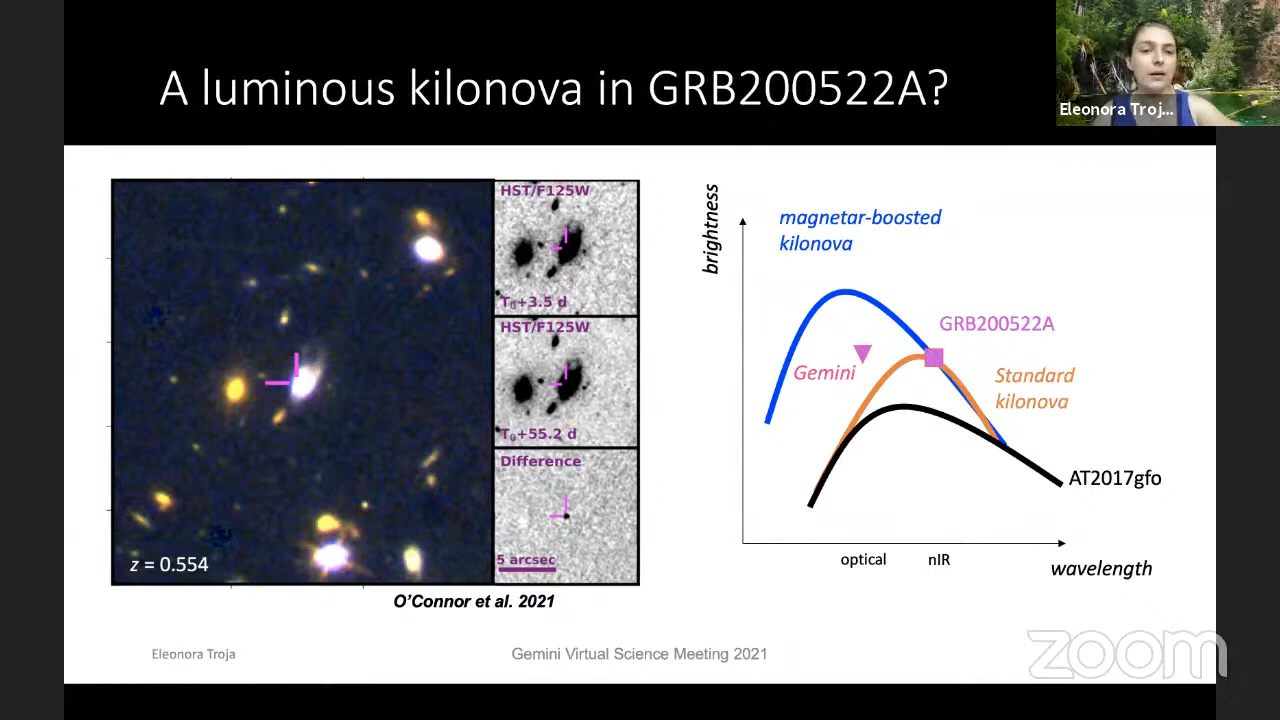 A luminous kilonova in GRB200522A?
Eleonora Troj...
HST/F125W
T₀+3.5 d
HST/F125W
T₀+55.2 d
Difference
5 arcsec
z = 0.554
O'Connor et al. 2021
brightness
magnetar-boosted
kilonova
GRB200522A
Gemini
Standard
kilonova
AT2017gfo
optical
nIR
wavelength
Eleonora Troja
Gemini Virtual Science Meeting 2021
zoom